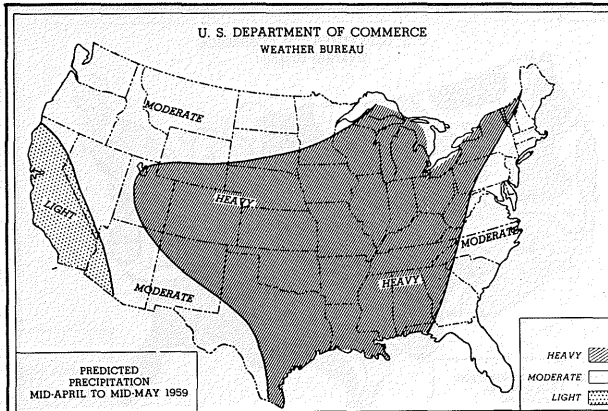 U. S. DEPARTMENT OF COMMERCE
WEATHER BUREAU
MODERATE
LIGHT
HEAVY
MODERATE
HEAVY
MODERATE
PREDICTED
PRECIPITATION
MID-APRIL TO MID-MAY 1959
HEAVY
MODERATE
LIGHT